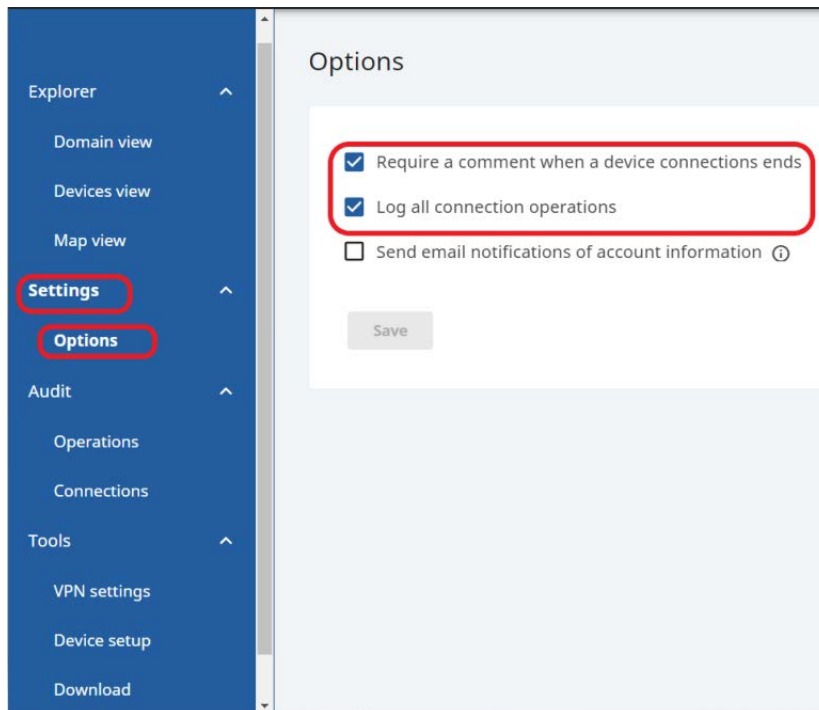 Explorer
Domain view
Devices view
Map view
Settings
Options
Audit
Operations
Connections
Tools
VPN settings
Device setup
Download
Options
Require a comment when a device connections ends
Log all connection operations
Send email notifications of account information
Save